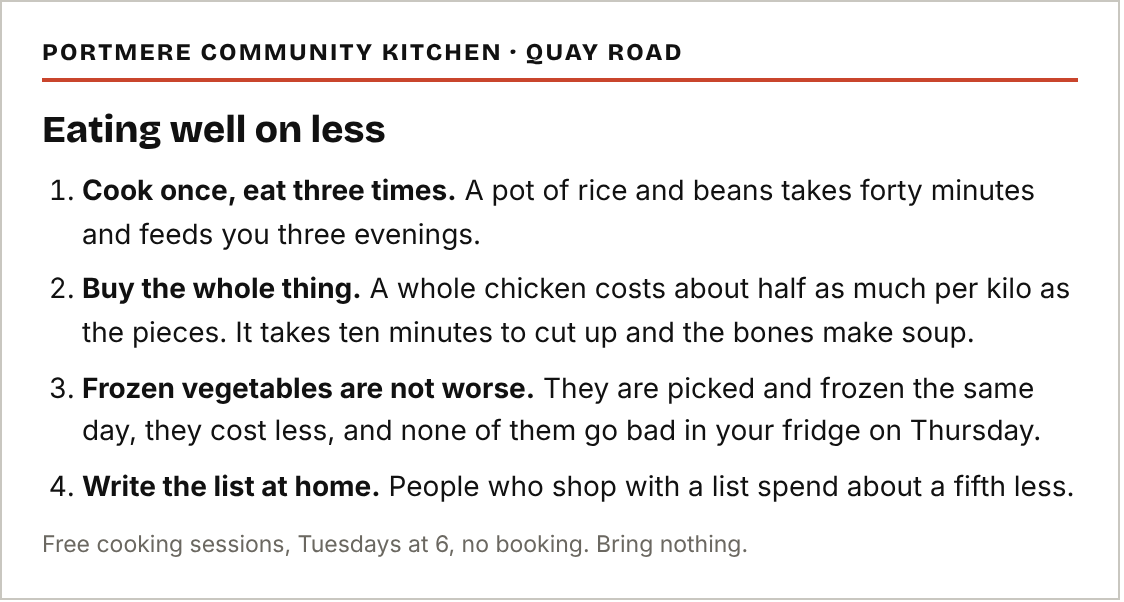 PORTMERE COMMUNITY KITCHEN · QUAY ROAD
Eating well on less
1. Cook once, eat three times. A pot of rice and beans takes forty minutes
and feeds you three evenings.
2. Buy the whole thing. A whole chicken costs about half as much per kilo as
the pieces. It takes ten minutes to cut up and the bones make soup.
3. Frozen vegetables are not worse. They are picked and frozen the same
day, they cost less, and none of them go bad in your fridge on Thursday.
4. Write the list at home. People who shop with a list spend about a fifth less.
Free cooking sessions, Tuesdays at 6, no booking. Bring nothing.